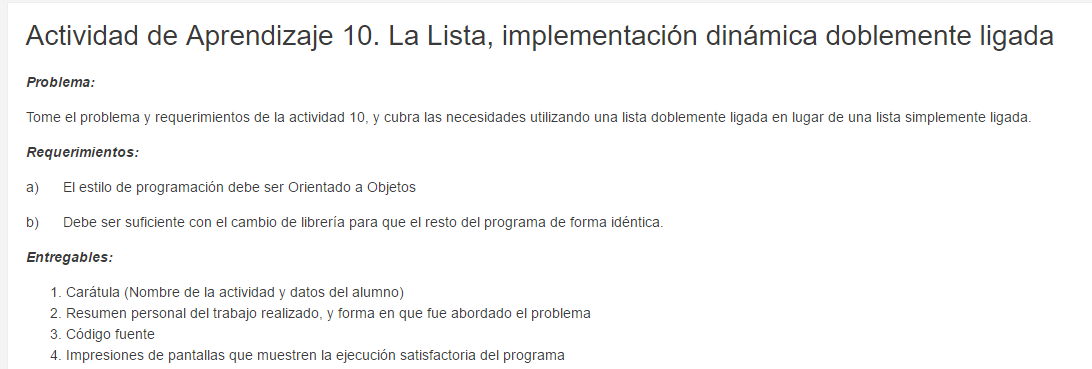 Actividad de Aprendizaje 10. La Lista, implementación dinámica doblemente ligada
Problema:
Tome el problema y requerimientos de la actividad 10, y cubra las necesidades utilizando una lista doblemente ligada en lugar de una lista simplemente ligada.
Requerimientos:
a) El estilo de programación debe ser Orientado a Objetos
b) Debe ser suficiente con el cambio de librería para que el resto del programa de forma idéntica.
Entregables:
1. Carátula (Nombre de la actividad y datos del alumno)
2. Resumen personal del trabajo realizado, y forma en que fue abordado el problema
3. Código fuente
4. Impresiones de pantallas que muestren la ejecución satisfactoria del programa